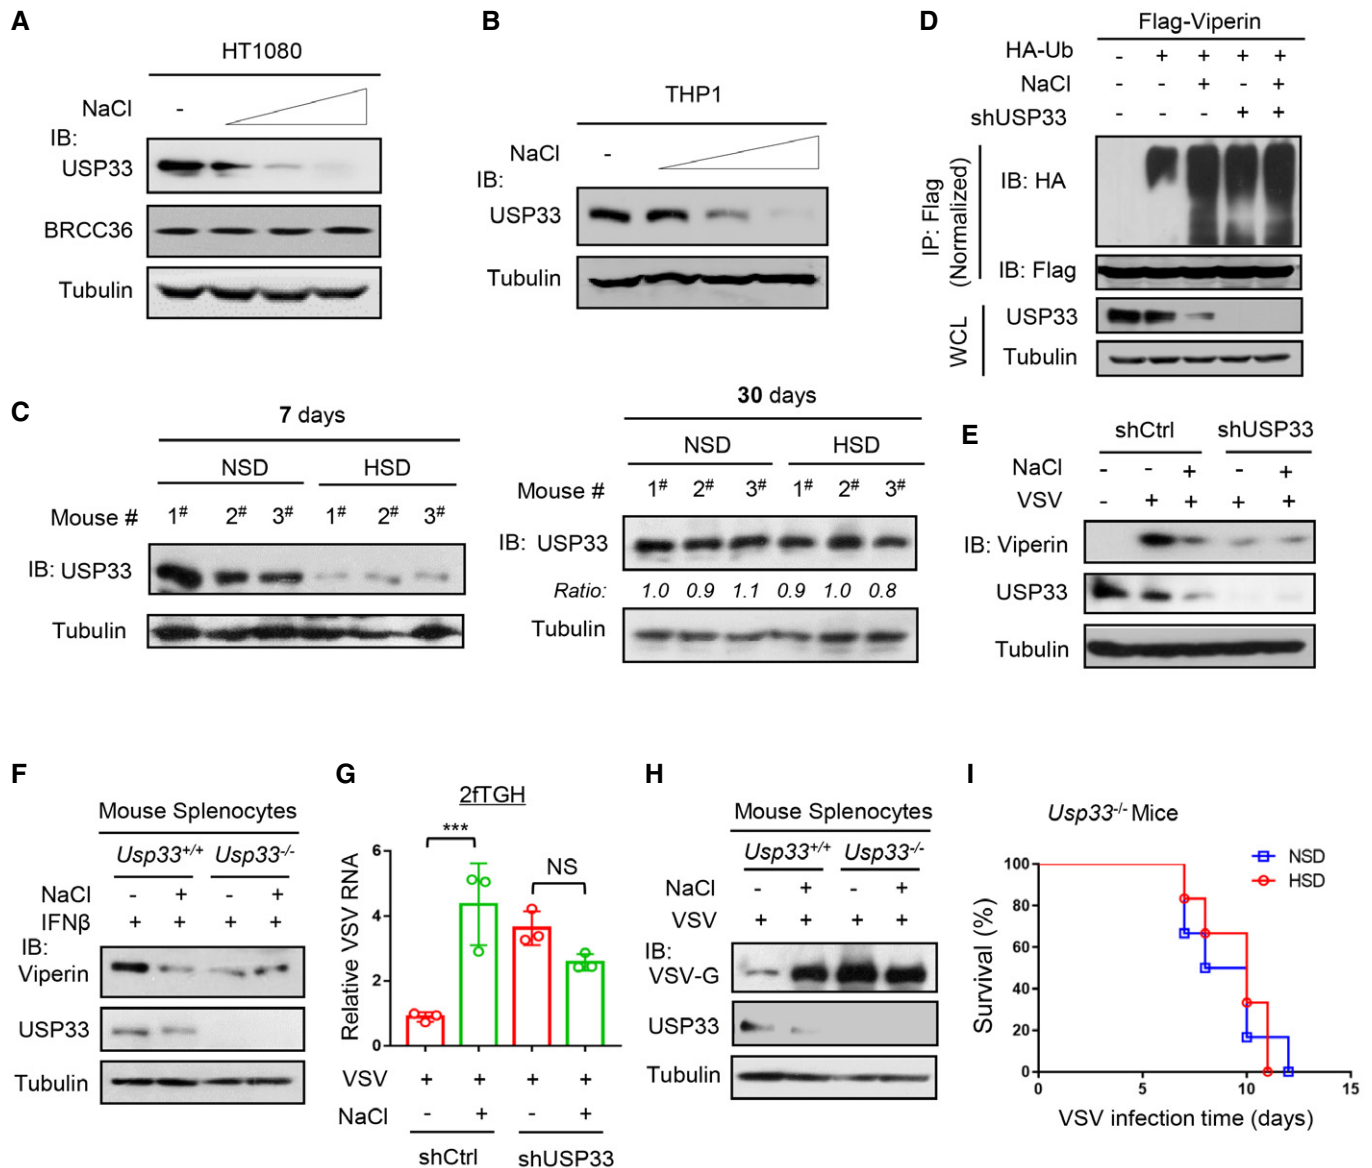 A
HT1080
NaCl -
IB:
USP33
BRCC36
Tubulin
B
THP1
NaCl -
IB:
USP33
Tubulin
D
Flag-Viperin
HA-Ub - + + + +
NaCl - - + - +
shUSP33 - - - + +
IP: Flag
(Normalized)
IB: HA
IB: Flag
WCL
USP33
Tubulin
C
7 days
NSD HSD
Mouse # 1# 2# 3# 1# 2# 3#
IB: USP33
Tubulin
30 days
NSD HSD
Mouse # 1# 2# 3# 1# 2# 3#
IB: USP33
Ratio: 1.0 0.9 1.1 0.9 1.0 0.8
Tubulin
E
shCtrl shUSP33
NaCl - - + - +
VSV - + + + +
IB: Viperin
USP33
Tubulin
F
Mouse Splenocytes
Usp33+/+ Usp33-/-
NaCl - + - +
IFNβ + + + +
IB:
Viperin
USP33
Tubulin
G
2fTGH
*** NS
Relative VSV RNA
6
4
2
0
VSV + + + +
NaCl - + - +
shCtrl shUSP33
H
Mouse Splenocytes
Usp33+/+ Usp33-/-
NaCl - + - +
VSV + + + +
IB:
VSV-G
USP33
Tubulin
I
Usp33-/- Mice
NSD
HSD
Survival (%)
100
80
60
40
20
0
0 5 10 15
VSV infection time (days)